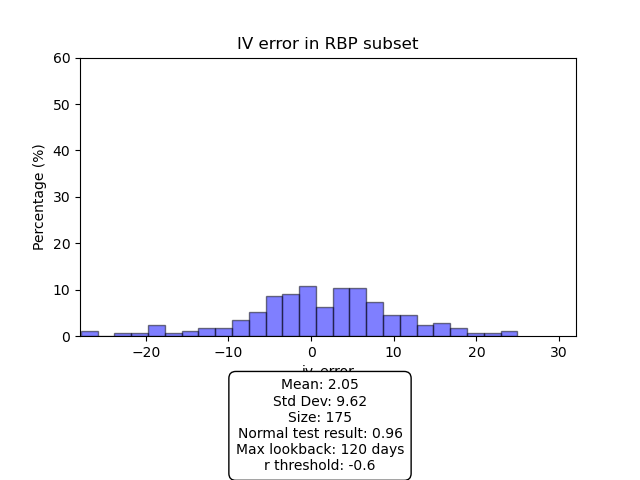 IV error in RBP subset
60
50
40
30
20
10
0
Percentage (%)
−20
−10
0
10
20
30
iv_error
Mean: 2.05
Std Dev: 9.62
Size: 175
Normal test result: 0.96
Max lookback: 120 days
r threshold: -0.6